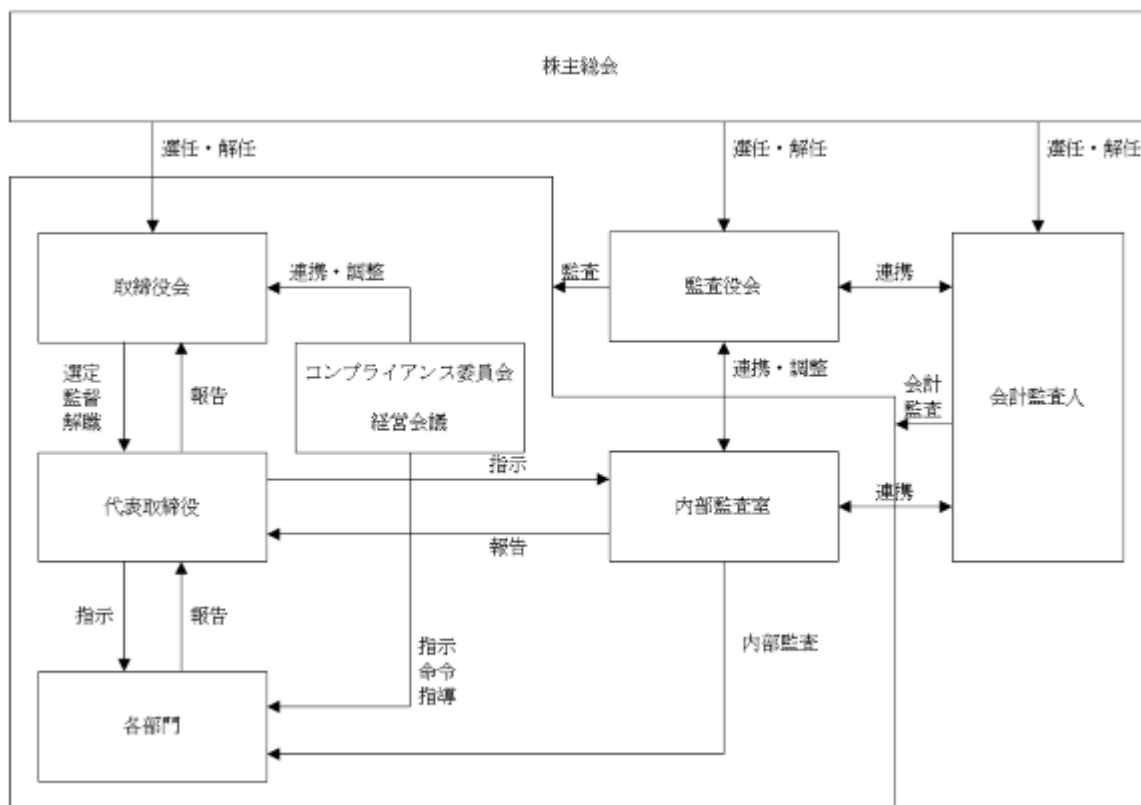 株主総会
選任・解任
選任・解任
選任・解任
取締役会
連携・調整
監査
監査役会
連携
選定
監督
解職
報告
コンプライアンス委員会
経営会議
連携・調整
会計
監査
会計監査人
代表取締役
指示
報告
内部監査室
連携
指示
報告
指示
命令
指導
内部監査
各部門